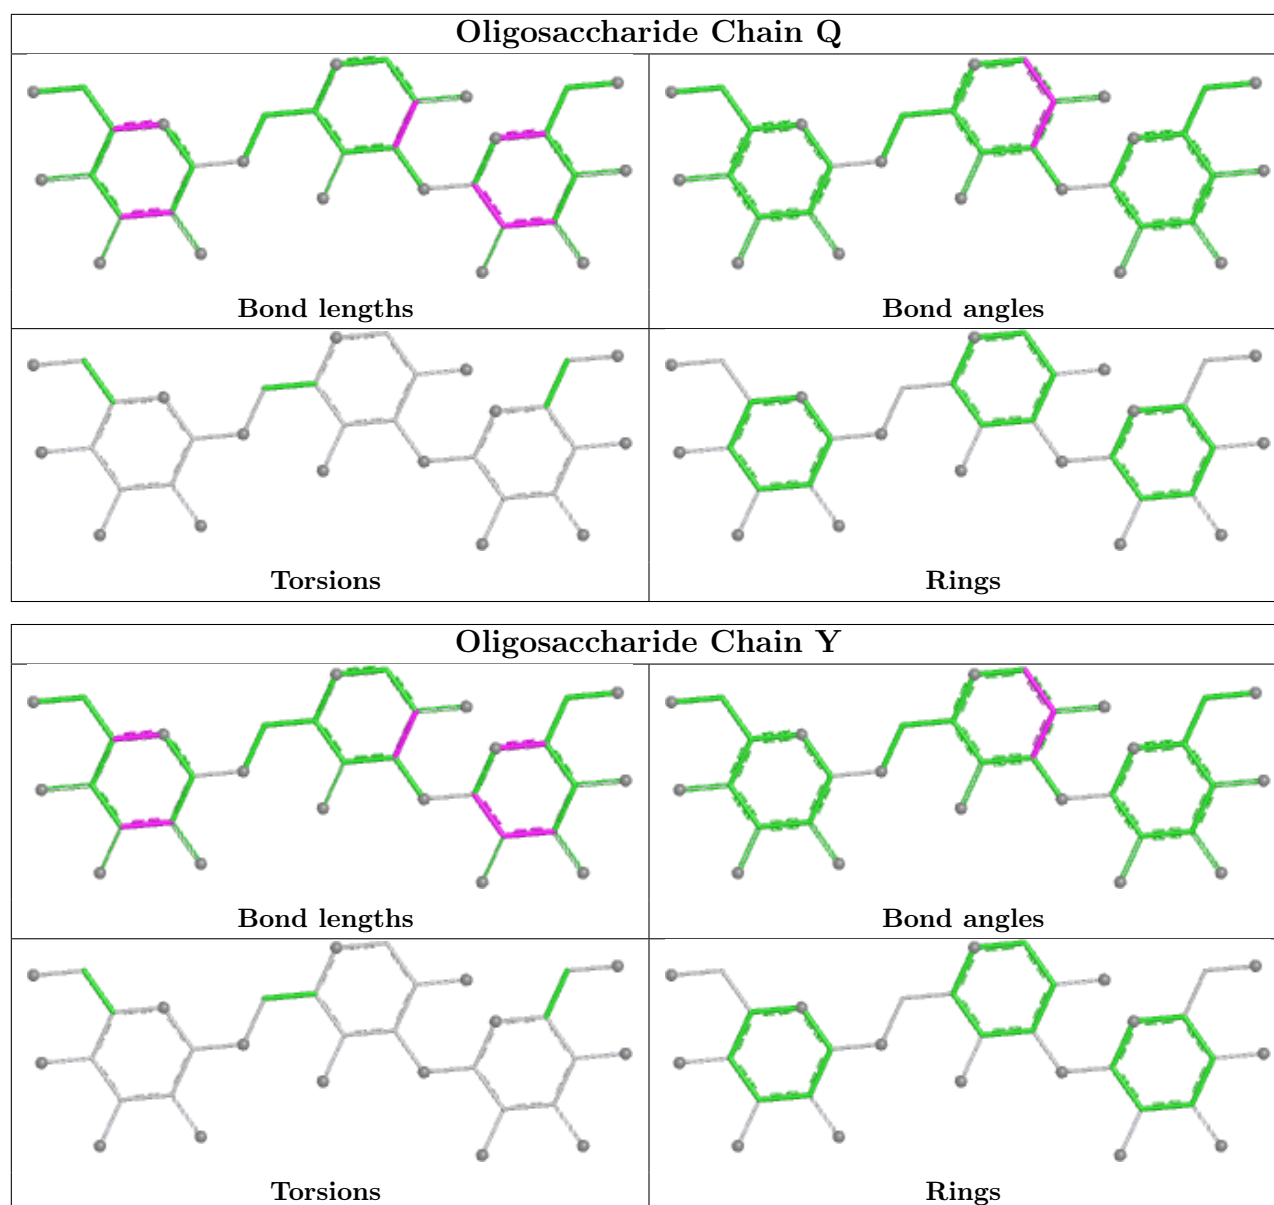 Oligosaccharide Chain Q
Bond lengths
Bond angles
Torsions
Rings
Oligosaccharide Chain Y
Bond lengths
Bond angles
Torsions
Rings